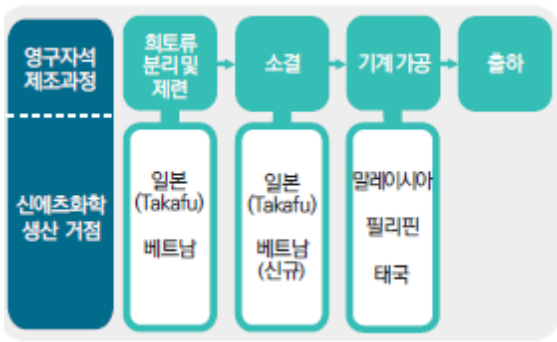 영구자석
제조과정
희토류
분리 및
제련
소결
기계 가공
출하
신에츠화학
생산 거점
일본
(Takafu)
베트남
일본
(Takafu)
베트남
(신규)
말레이시아
필리핀
태국